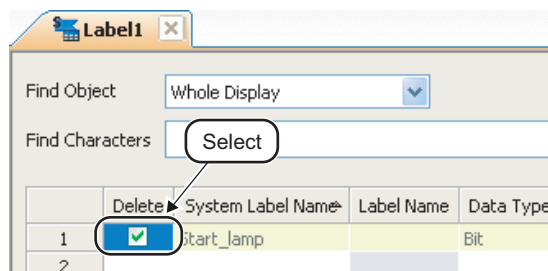 Label1
Find Object Whole Display
Find Characters
Select
Delete System Label Name Label Name Data Type
1 Start_lamp Bit
2